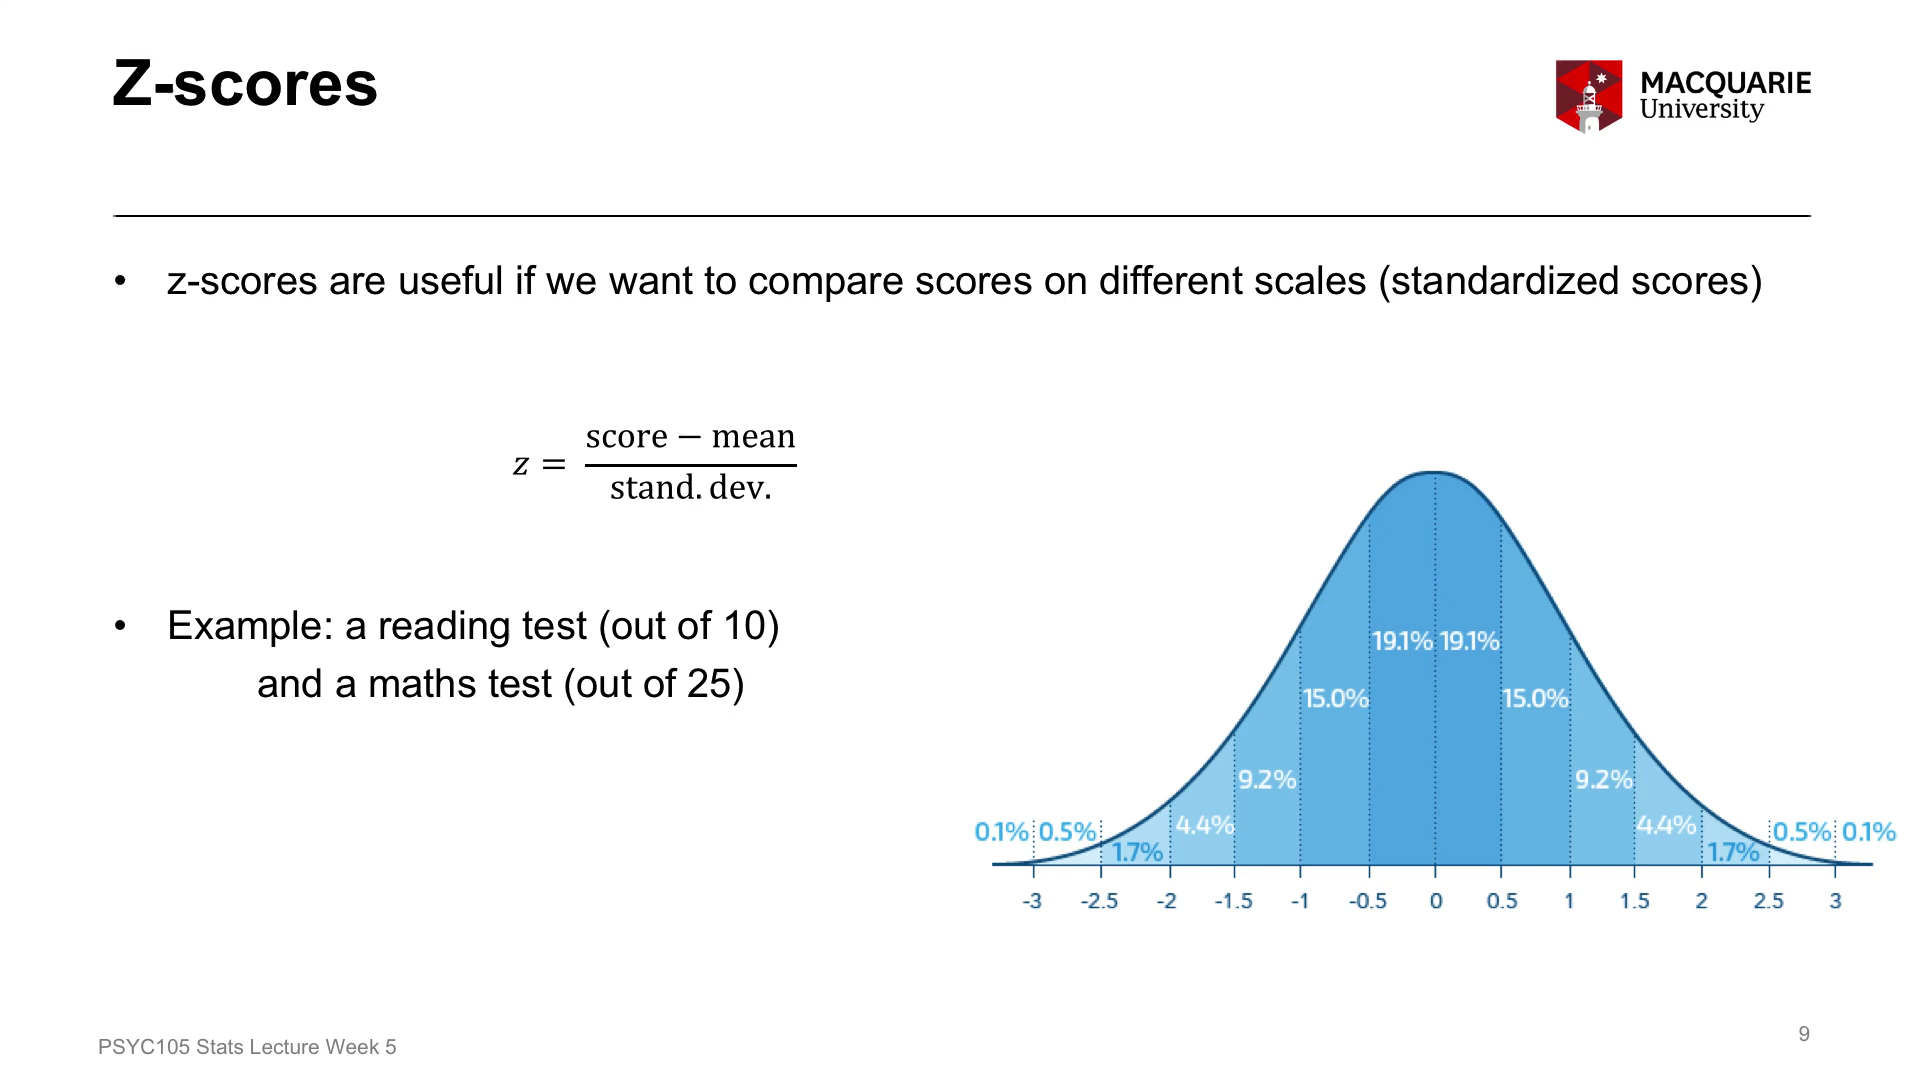 Z-scores
MACQUARIE
University
• z-scores are useful if we want to compare scores on different scales (standardized scores)
z = score − mean
stand. dev.
• Example: a reading test (out of 10)
and a maths test (out of 25)
19.1% 19.1%
15.0% 15.0%
9.2% 9.2%
4.4% 4.4%
0.1% 0.5% 0.5% 0.1%
1.7% 1.7%
-3 -2.5 -2 -1.5 -1 -0.5 0 0.5 1 1.5 2 2.5 3
PSYC105 Stats Lecture Week 5
9